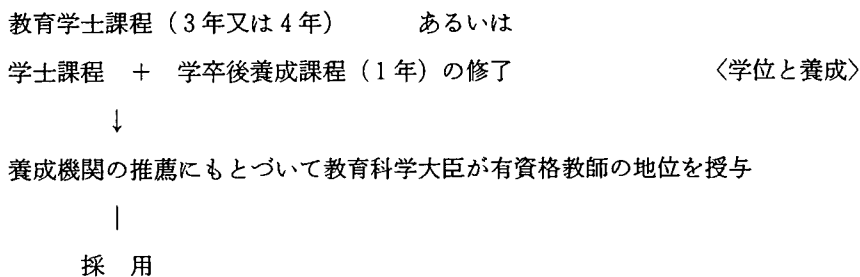 教育学士課程（3年又は4年） あるいは
学士課程 ＋ 学卒後養成課程（1年）の修了 〈学位と養成〉
↓
養成機関の推薦にもとづいて教育科学大臣が有資格教師の地位を授与
｜
採 用